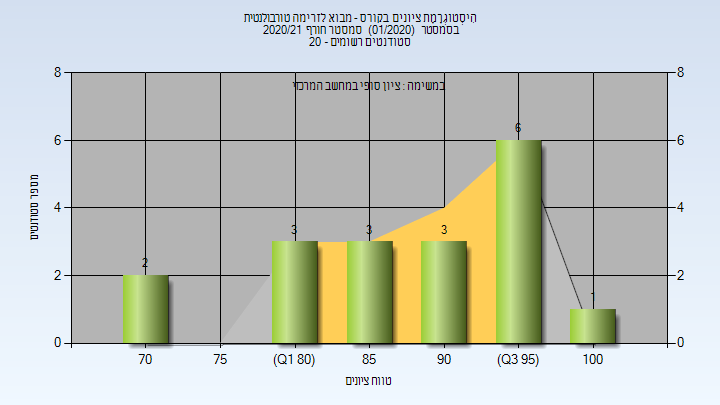 היסטוגרמת ציונים בקורס - מבוא לזרימה טורבולנטית
בסמסטר (01/2020) סמסטר חורף 2020/21
סטודנטים רשומים - 20
במשימה : ציון סופי במחשב המרכזי
8 8
6 6
4 4
2 2
0 0
2 3 3 3 6 1
מספר סטודנטים
70 75 (Q1 80) 85 90 (Q3 95) 100
טווח ציונים